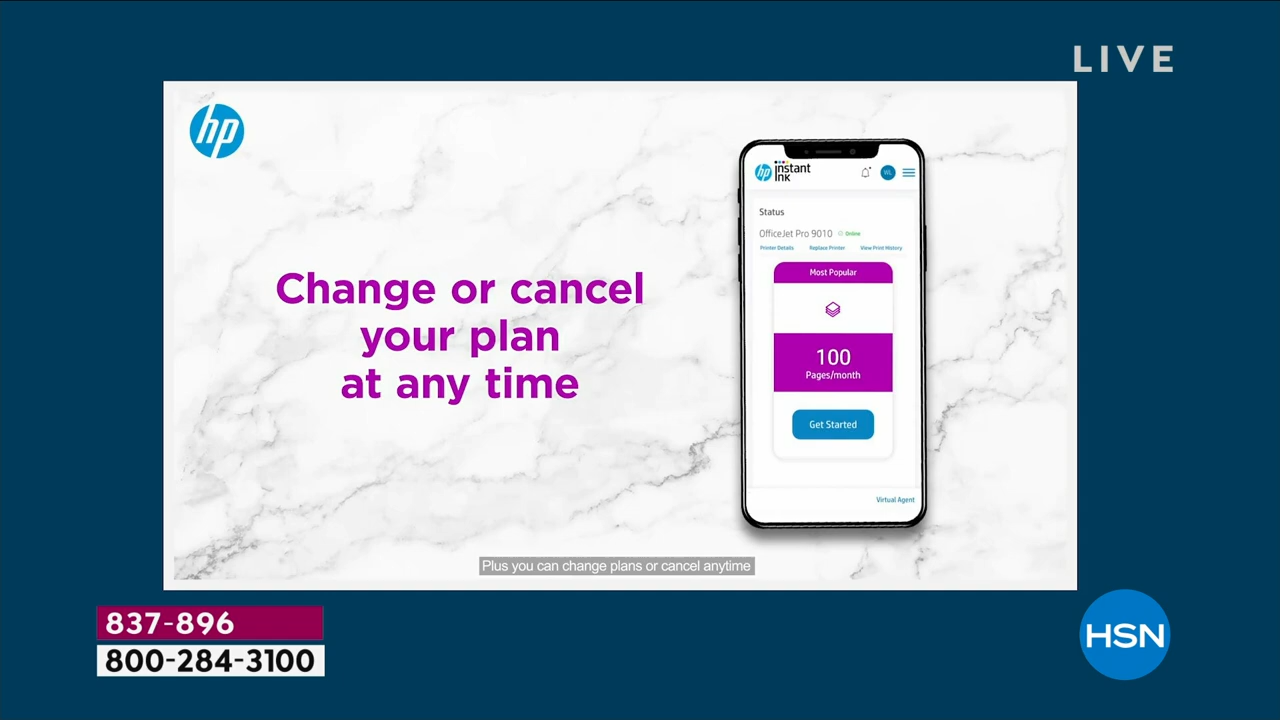 LIVE
hp
hp instant
ink
WL
Status
OfficeJet Pro 9010 Online
Printer Details Replace Printer View Print History
Most Popular
100
Pages/month
Get Started
Virtual Agent
Change or cancel
your plan
at any time
Plus you can change plans or cancel anytime
837-896
800-284-3100
HSN